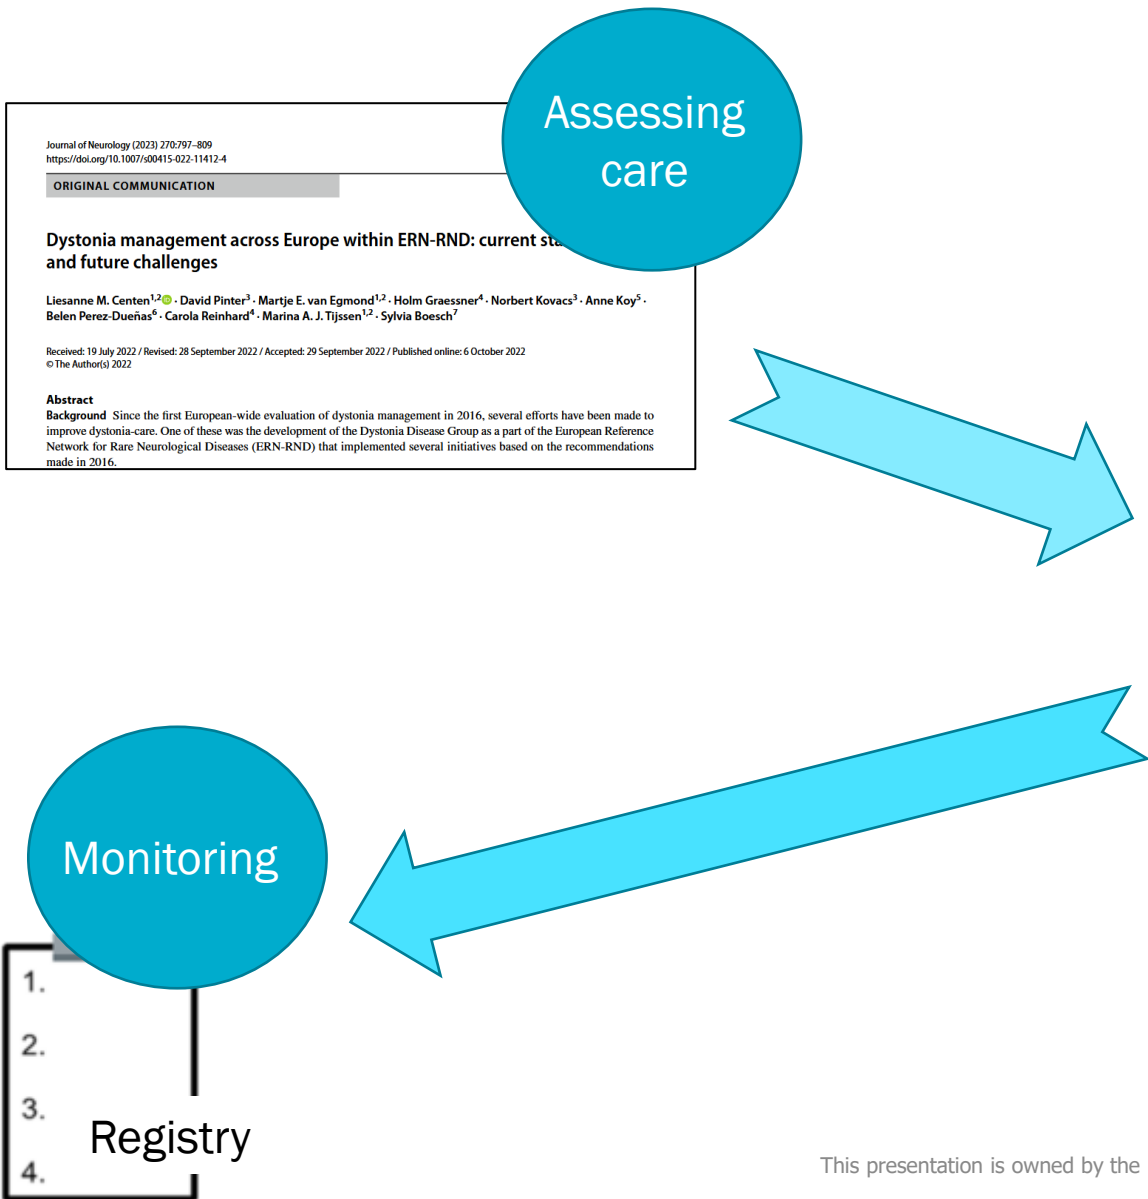 Assessing
care
Journal of Neurology (2023) 270:797–809
https://doi.org/10.1007/s00415-022-11412-4
ORIGINAL COMMUNICATION
Dystonia management across Europe within ERN-RND: current
and future challenges
Liesanne M. Centen1,2 · David Pinter3 · Martje E. van Egmond1,2 · Holm Graessner4 · Norbert Kovacs3 · Anne Koy5 ·
Belen Perez-Dueñas6 · Carola Reinhard4 · Marina A. J. Tijssen1,2 · Sylvia Boesch7
Received: 19 July 2022 / Revised: 28 September 2022 / Accepted: 29 September 2022 / Published online: 6 October 2022
© The Author(s) 2022
Abstract
Background Since the first European-wide evaluation of dystonia management in 2016, several efforts have been made to
improve dystonia-care. One of these was the development of the Dystonia Disease Group as a part of the European Reference
Network for Rare Neurological Diseases (ERN-RND) that implemented several initiatives based on the recommendations
made in 2016.
Monitoring
1.
2.
3.
Registry
4.
This presentation is owned by the